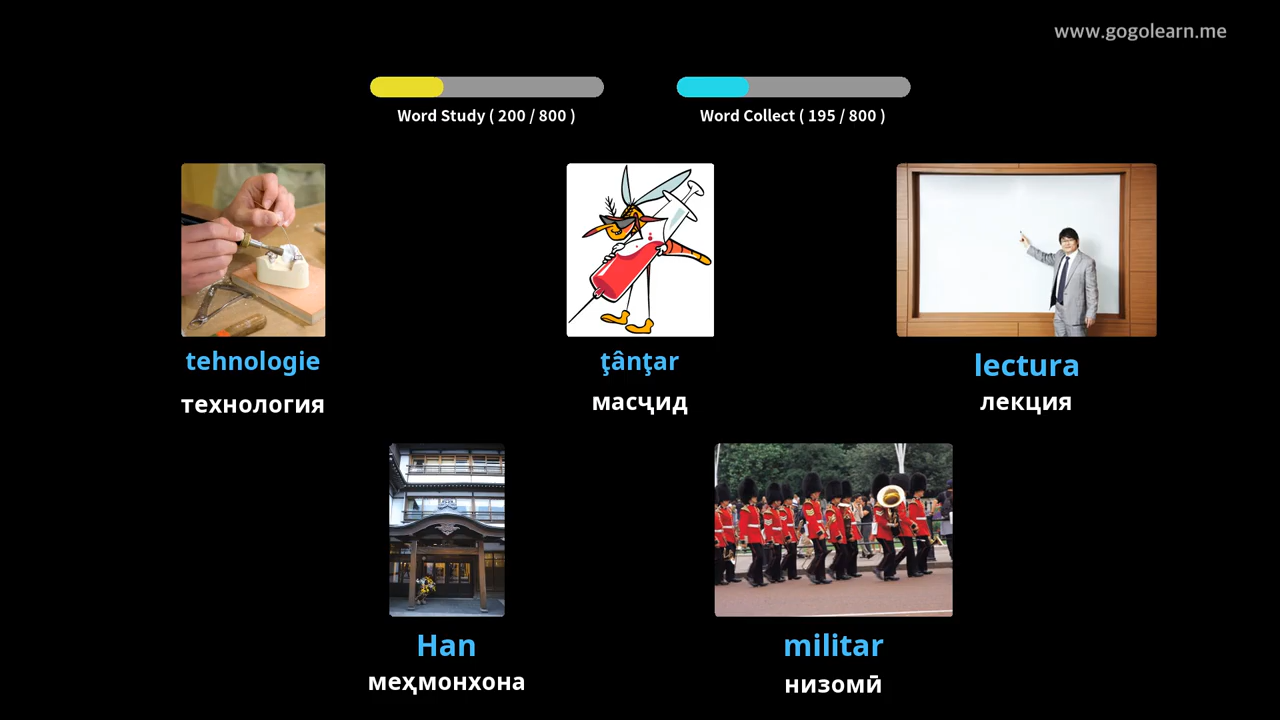 www.gogolearn.me
Word Study ( 200 / 800 )
Word Collect ( 195 / 800 )
tehnologie
технология
ţânţar
масҷид
lectura
лекция
Han
меҳмонхона
militar
низомӣ